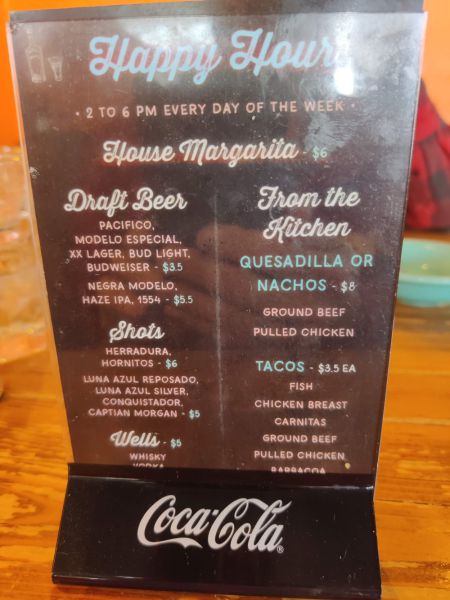 Happy Hour
• 2 TO 6 PM EVERY DAY OF THE WEEK •
House Margarita - $6
Draft Beer
PACIFICO,
MODELO ESPECIAL,
XX LAGER, BUD LIGHT,
BUDWEISER - $3.5
NEGRA MODELO,
HAZE IPA, 1554 - $5.5
Shots
HERRADURA,
HORNITOS - $6
LUNA AZUL REPOSADO,
LUNA AZUL SILVER,
CONQUISTADOR,
CAPTIAN MORGAN - $5
Wells - $5
WHISKY
VODKA
From the
Kitchen
QUESADILLA OR
NACHOS - $8
GROUND BEEF
PULLED CHICKEN
TACOS - $3.5 EA
FISH
CHICKEN BREAST
CARNITAS
GROUND BEEF
PULLED CHICKEN
BARBACOA
Coca-Cola®